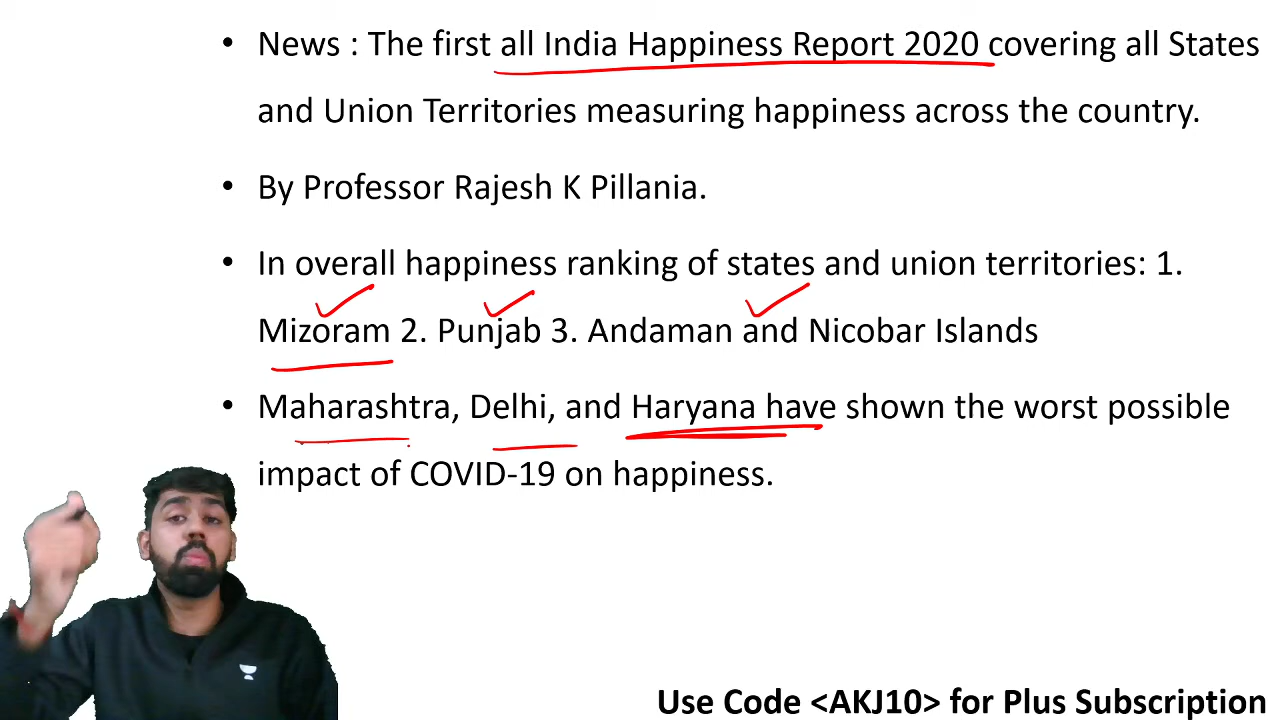 • News : The first all India Happiness Report 2020 covering all States
and Union Territories measuring happiness across the country.
• By Professor Rajesh K Pillania.
• In overall happiness ranking of states and union territories: 1.
Mizoram 2. Punjab 3. Andaman and Nicobar Islands
• Maharashtra, Delhi, and Haryana have shown the worst possible
impact of COVID-19 on happiness.
Use Code <AKJ10> for Plus Subscription